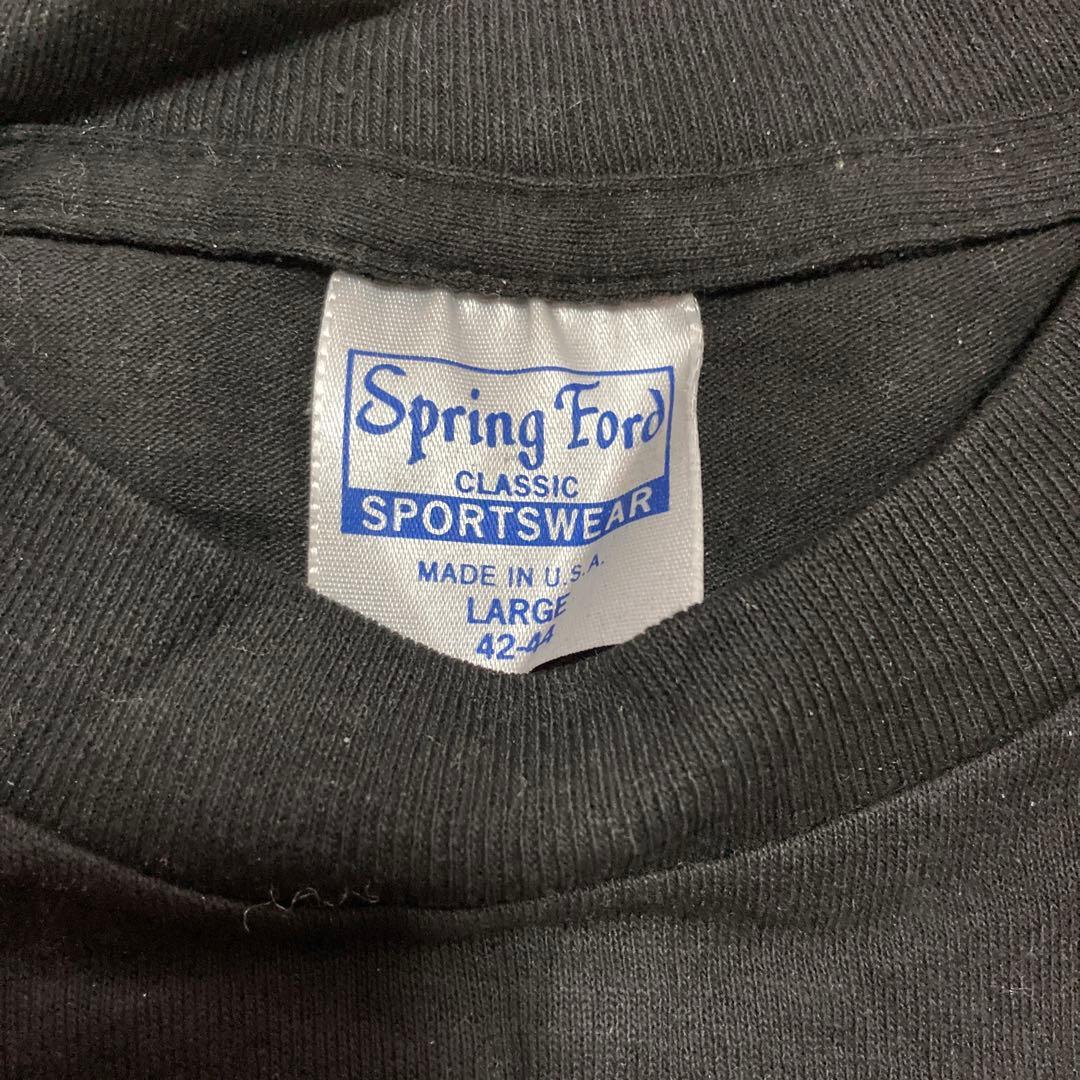 Spring Ford
CLASSIC
SPORTSWEAR
MADE IN U.S.A.
LARGE
42-44